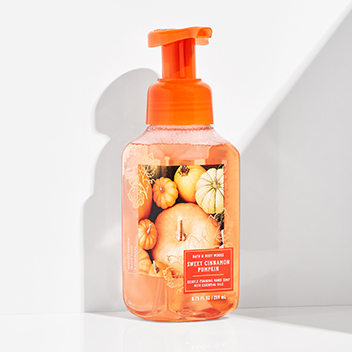 BATH & BODY WORKS
SWEET CINNAMON
PUMPKIN
GENTLE FOAMING HAND SOAP
WITH ESSENTIAL OILS
8.75 FL OZ / 259 mL